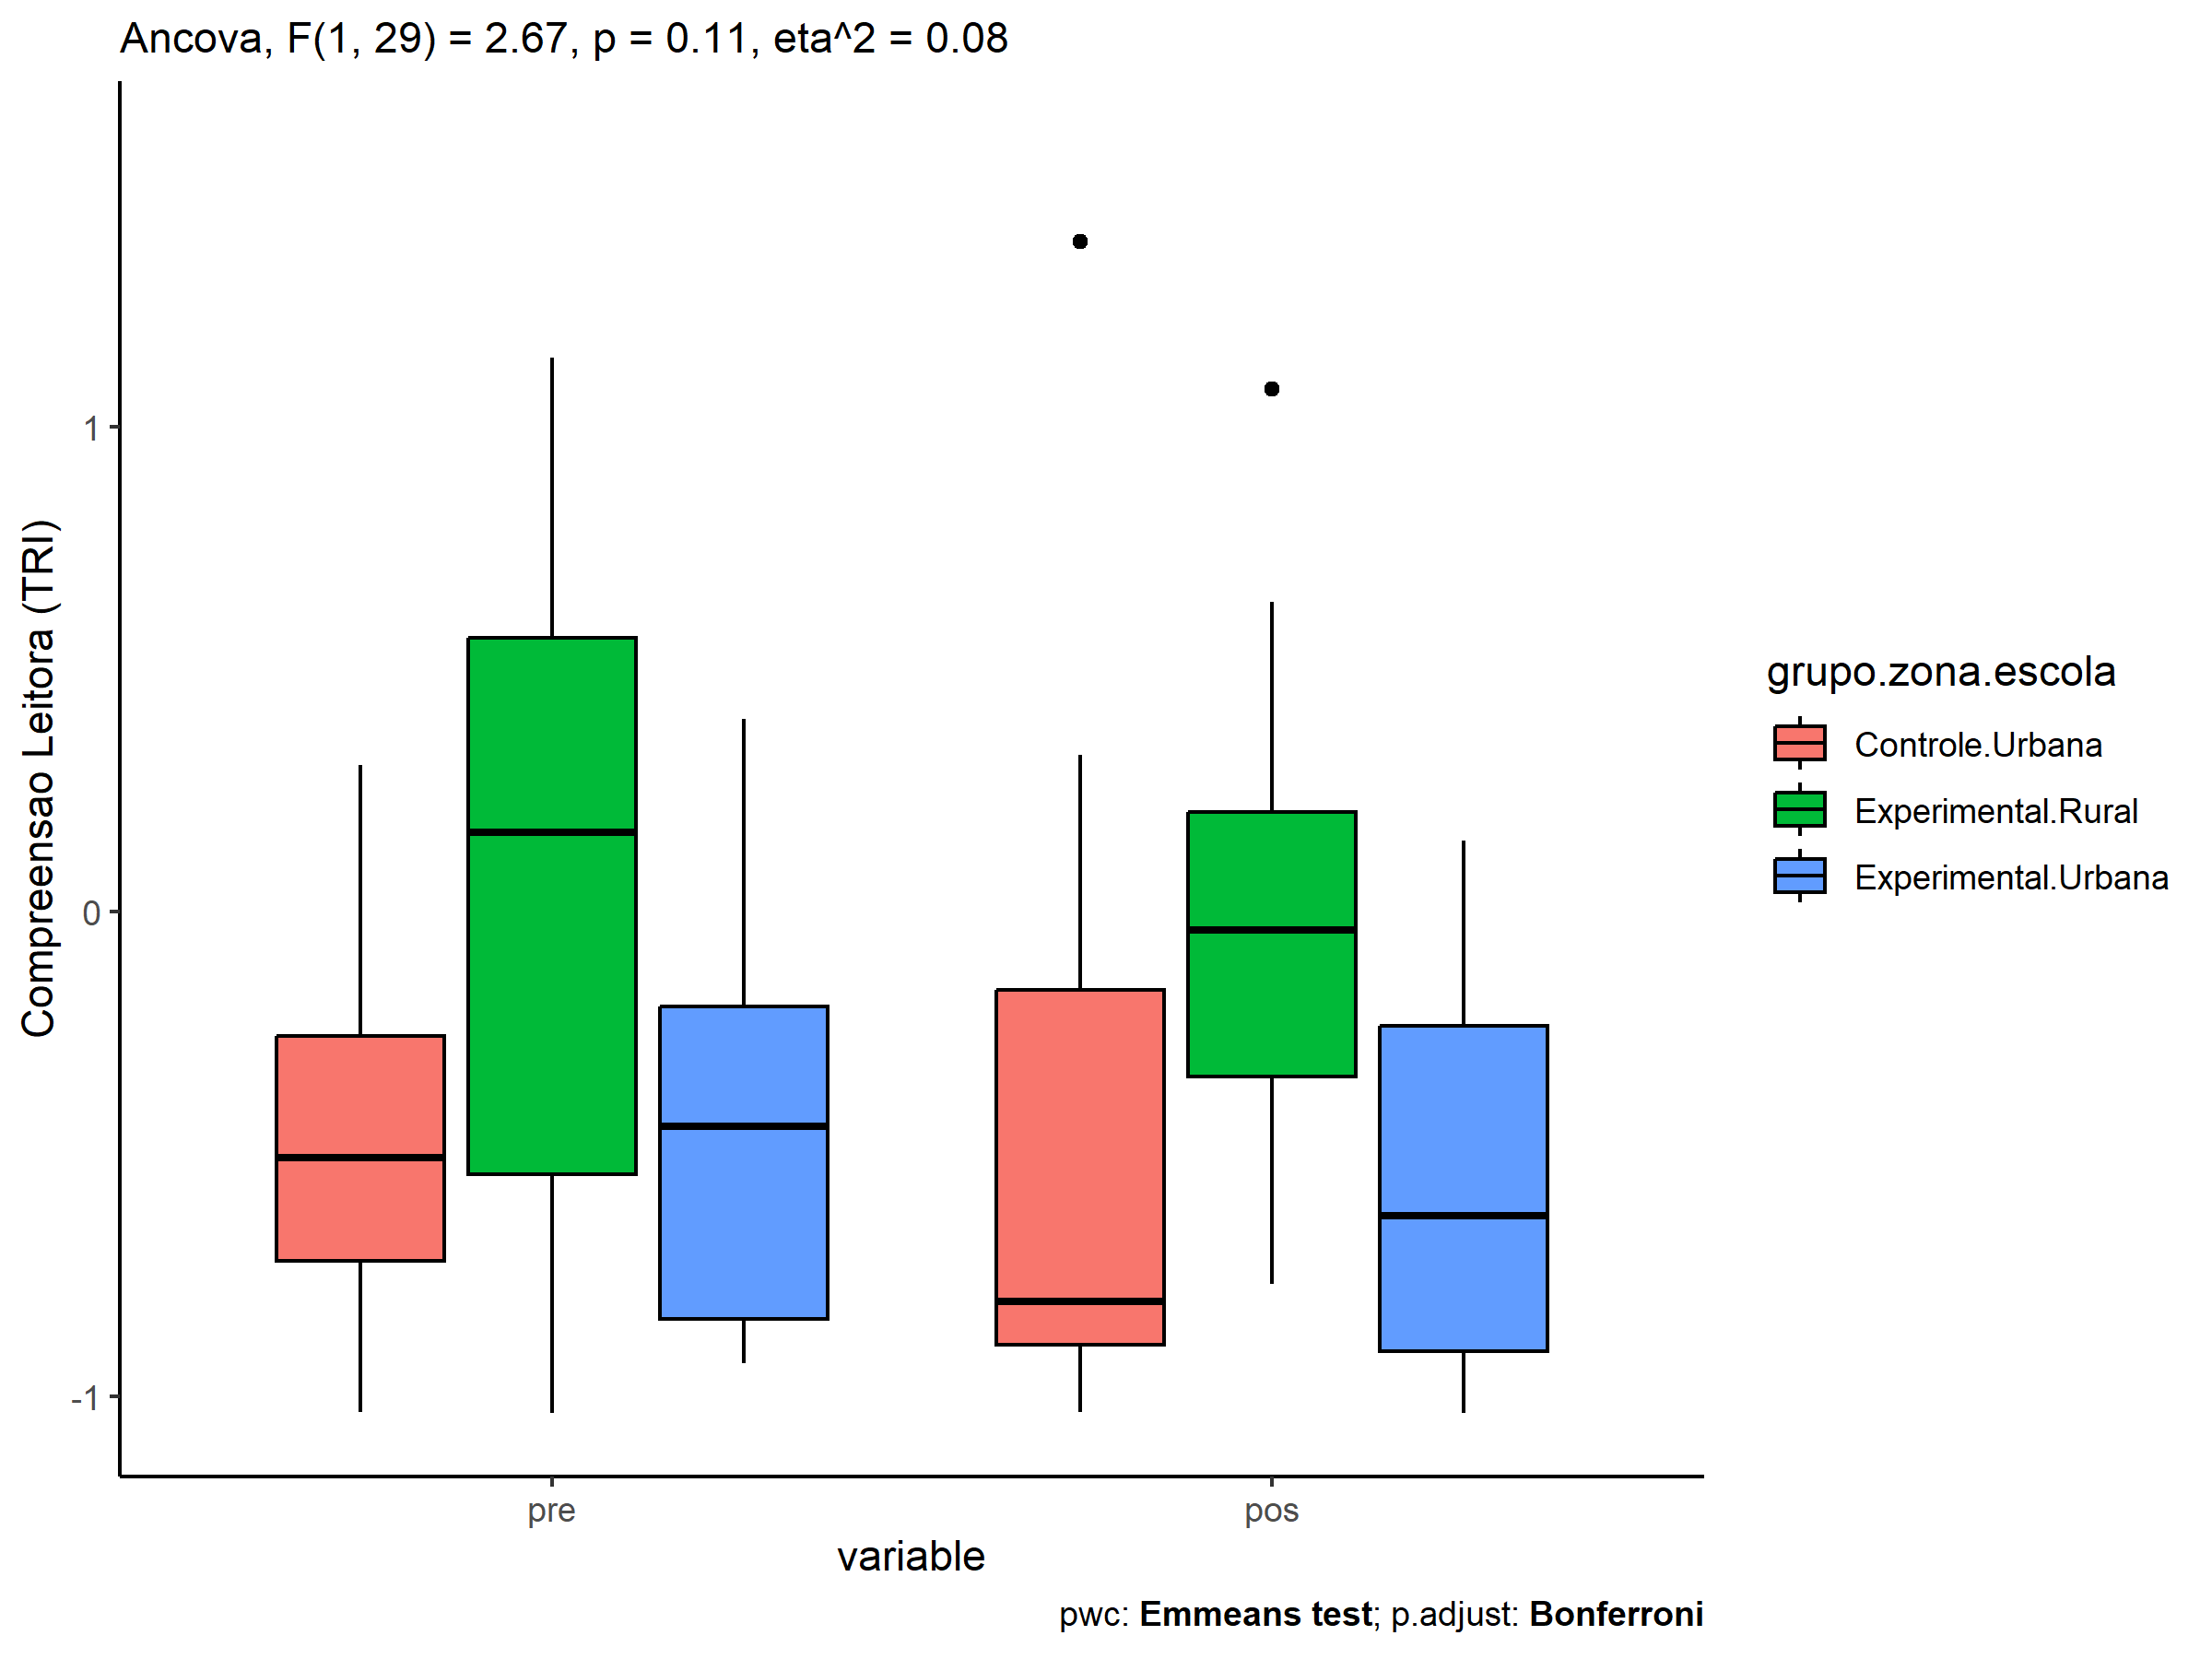 Ancova, F(1, 29) = 2.67, p = 0.11, eta^2 = 0.08
Compreensao Leitora (TRI)
1
0
-1
pre
pos
variable
grupo.zona.escola
Controle.Urbana
Experimental.Rural
Experimental.Urbana
pwc: Emmeans test; p.adjust: Bonferroni